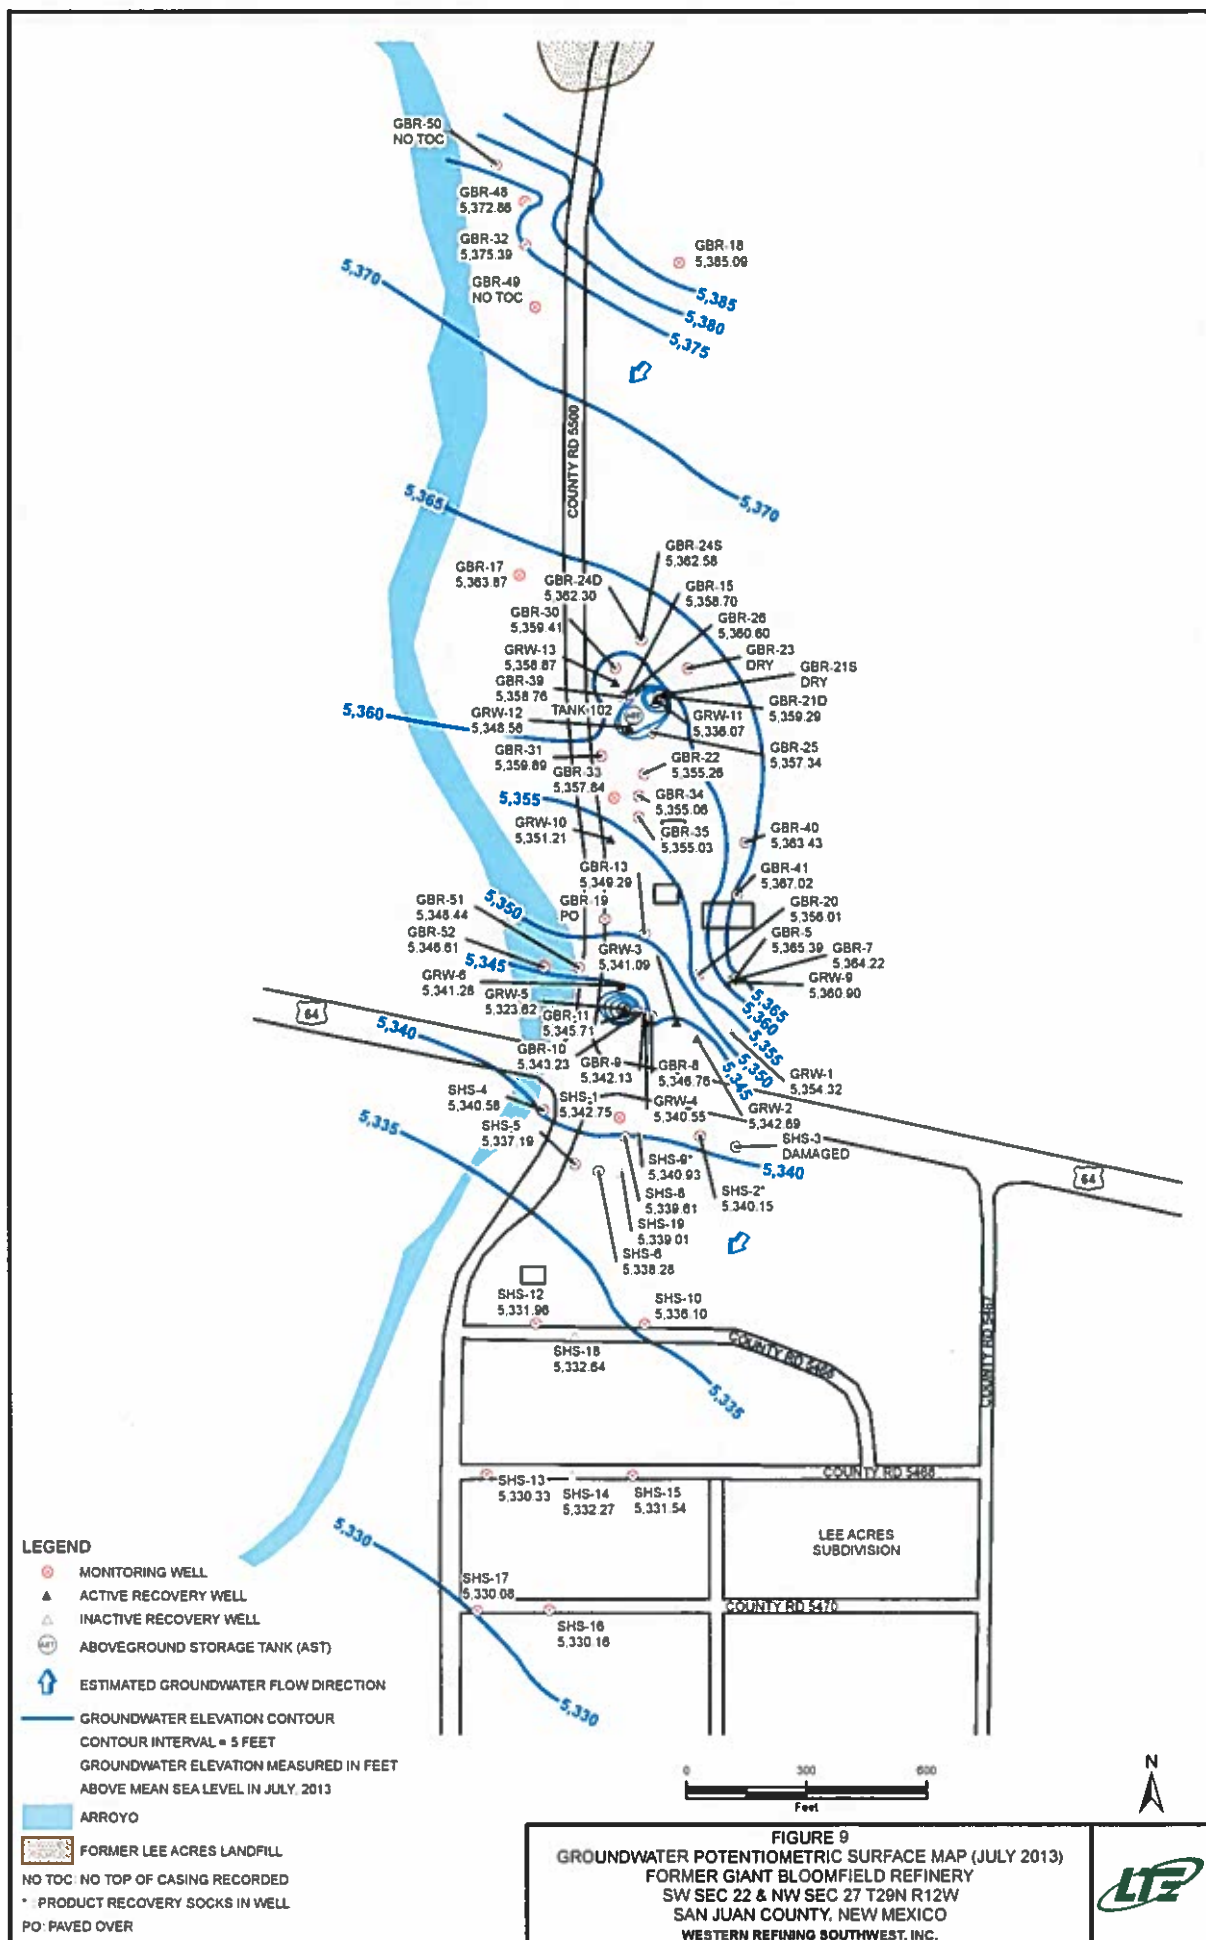 GBR-50
NO TOC
GBR-48
5,372.86
GBR-32
5,375.39
GBR-49
NO TOC
GBR-18
5,385.09
5,370
5,385
5,380
5,375
COUNTY RD 5500
5,370
5,365
GBR-24S
5,362.58
GBR-17
5,363.87
GBR-24D
5,362.30
GBR-15
5,358.70
GBR-30
5,359.41
GBR-26
5,360.60
GRW-13
5,358.87
GBR-23
DRY
GBR-21S
DRY
GBR-39
5,358.76
GBR-21D
5,359.29
TANK 102
AST
5,360
GRW-12
5,348.56
GRW-11
5,336.07
GBR-25
5,357.34
GBR-31
5,359.89
GBR-22
5,355.26
GBR-33
5,357.84
GBR-34
5,355.06
5,355
GRW-10
5,351.21
GBR-35
5,355.03
GBR-40
5,363.43
GBR-13
5,349.29
GBR-41
5,367.02
GBR-51
5,346.44
5,350
GBR-19
PO
GBR-20
5,356.01
GBR-52
5,346.61
GBR-5
5,365.39
GBR-7
5,364.22
5,345
GRW-3
5,341.09
GRW-6
5,341.28
GRW-9
5,360.90
GRW-5
5,323.62
5,365
5,360
5,355
5,350
5,345
64
5,340
GBR-11
5,345.71
GBR-10
5,343.23
GBR-9
5,342.13
GBR-8
5,346.76
GRW-1
5,354.32
SHS-4
5,340.58
SHS-1
5,342.75
GRW-4
5,340.55
GRW-2
5,342.69
5,335
SHS-5
5,337.19
SHS-3
DAMAGED
SHS-9*
5,340.93
5,340
64
SHS-8
5,339.61
SHS-2*
5,340.15
SHS-19
5,339.01
SHS-6
5,338.28
SHS-12
5,331.96
SHS-10
5,336.10
COUNTY RD 5467
SHS-18
5,332.64
5,335
SHS-13
5,330.33
SHS-14
5,332.27
SHS-15
5,331.54
LEE ACRES
SUBDIVISION
5,330
SHS-17
5,330.08
SHS-16
5,330.16
COUNTY RD 5470
5,330
LEGEND
MONITORING WELL
ACTIVE RECOVERY WELL
INACTIVE RECOVERY WELL
AST
ABOVEGROUND STORAGE TANK (AST)
ESTIMATED GROUNDWATER FLOW DIRECTION
GROUNDWATER ELEVATION CONTOUR
CONTOUR INTERVAL = 5 FEET
GROUNDWATER ELEVATION MEASURED IN FEET
ABOVE MEAN SEA LEVEL IN JULY, 2013
ARROYO
FORMER LEE ACRES LANDFILL
NO TOC: NO TOP OF CASING RECORDED
* : PRODUCT RECOVERY SOCKS IN WELL
PO: PAVED OVER
0 300 600
Feet
N
FIGURE 9
GROUNDWATER POTENTIOMETRIC SURFACE MAP (JULY 2013)
FORMER GIANT BLOOMFIELD REFINERY
SW SEC 22 & NW SEC 27 T29N R12W
SAN JUAN COUNTY, NEW MEXICO
WESTERN REFINING SOUTHWEST, INC.
LTE